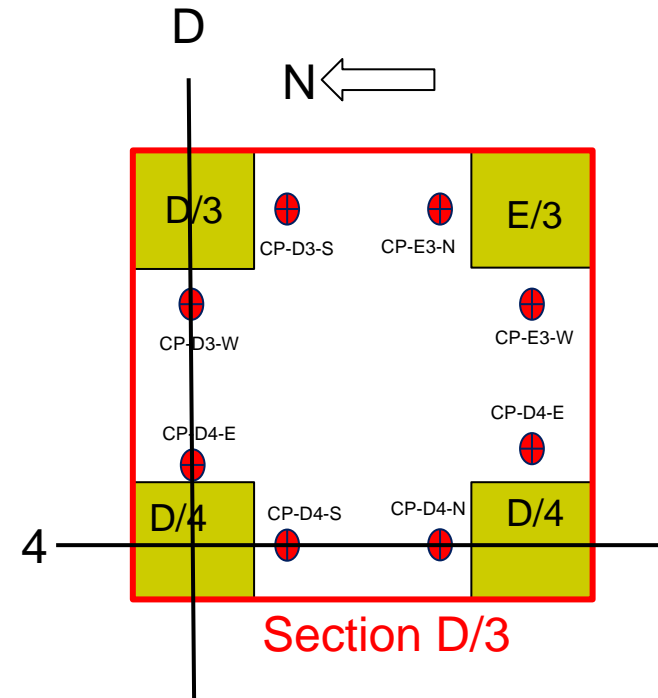 D
N
D/3
E/3
CP-D3-S
CP-E3-N
CP-D3-W
CP-E3-W
CP-D4-E
CP-D4-E
D/4
CP-D4-S
CP-D4-N
D/4
4
Section D/3